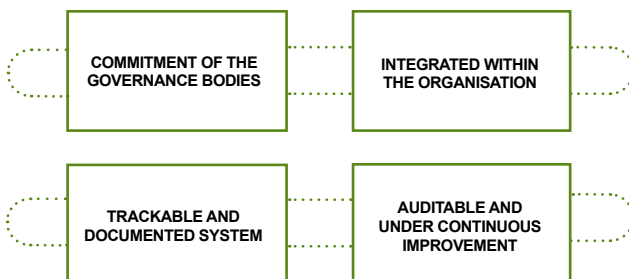 COMMITMENT OF THE
GOVERNANCE BODIES
INTEGRATED WITHIN
THE ORGANISATION
TRACKABLE AND
DOCUMENTED SYSTEM
AUDITABLE AND
UNDER CONTINUOUS
IMPROVEMENT